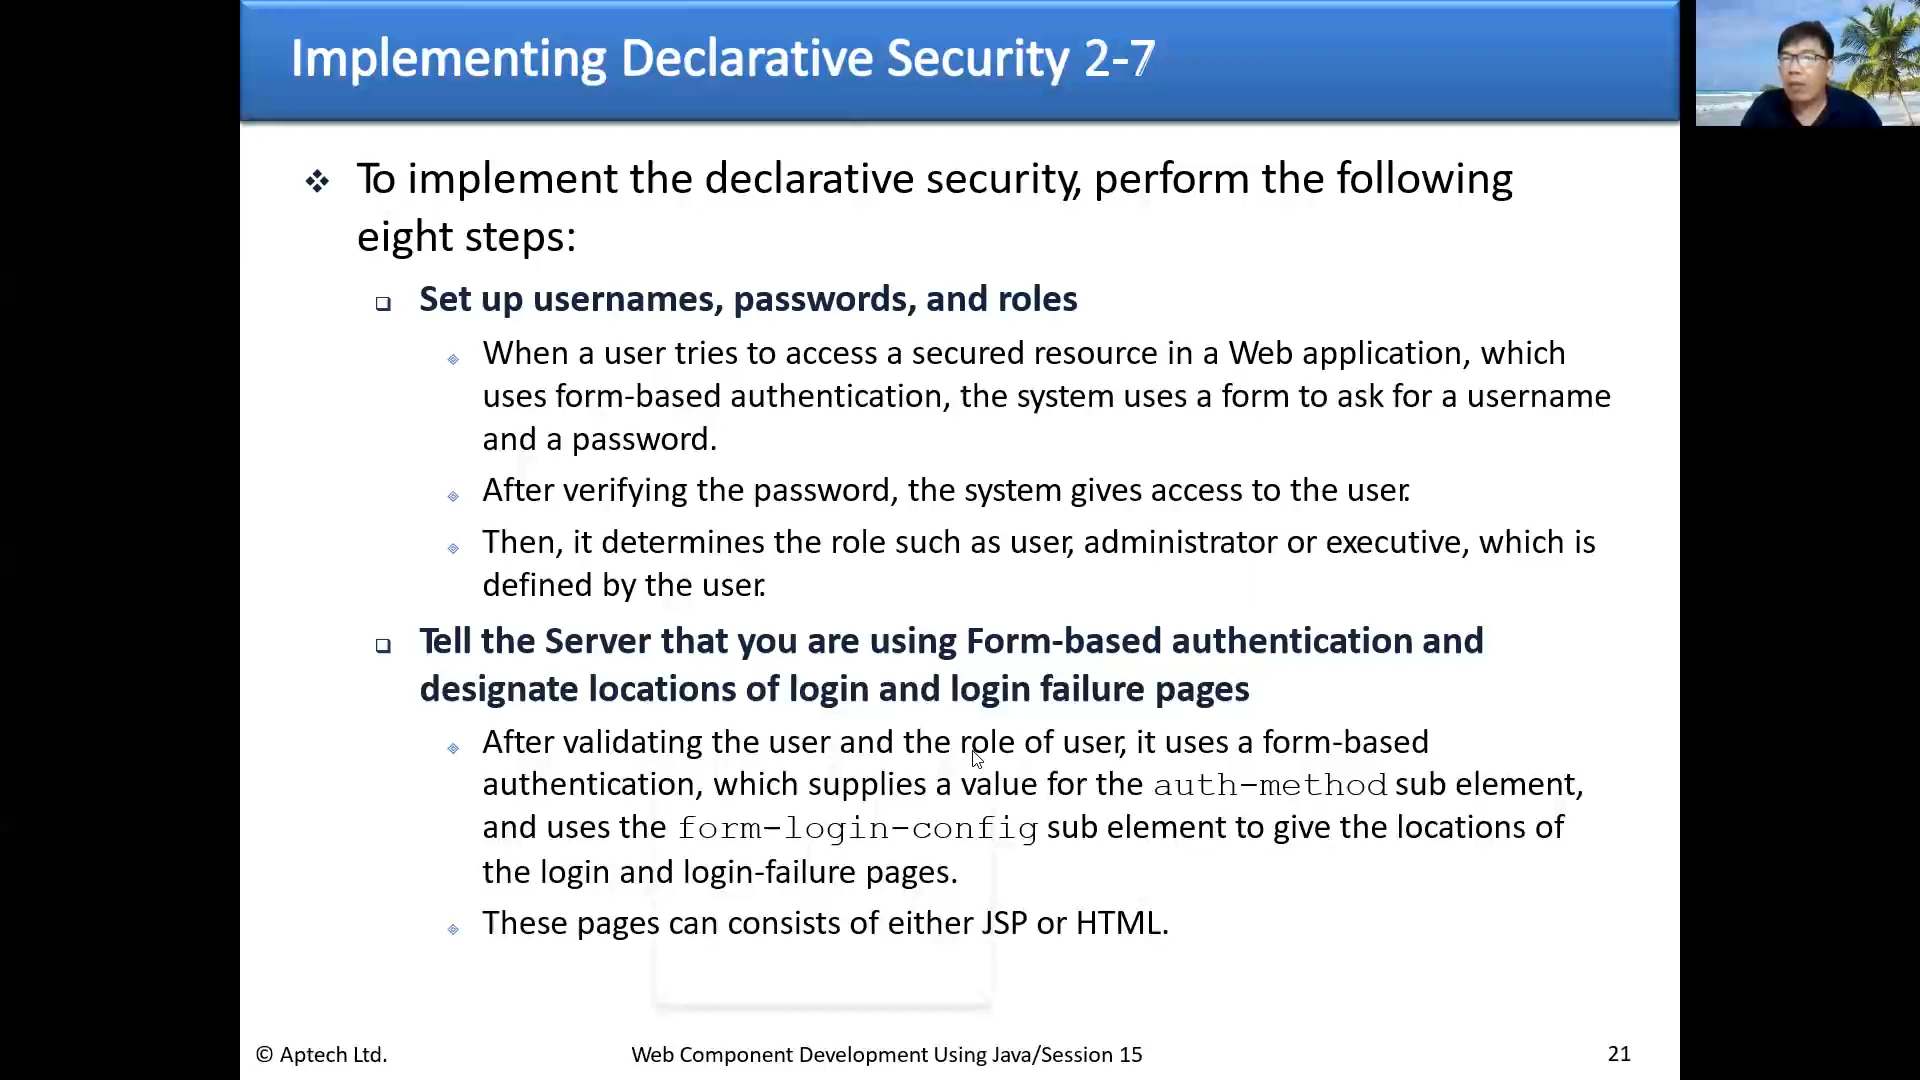 Implementing Declarative Security 2-7
To implement the declarative security, perform the following
eight steps:
Set up usernames, passwords, and roles
When a user tries to access a secured resource in a Web application, which
uses form-based authentication, the system uses a form to ask for a username
and a password.
After verifying the password, the system gives access to the user.
Then, it determines the role such as user, administrator or executive, which is
defined by the user.
Tell the Server that you are using Form-based authentication and
designate locations of login and login failure pages
After validating the user and the role of user, it uses a form-based
authentication, which supplies a value for the auth-method sub element,
and uses the form-login-config sub element to give the locations of
the login and login-failure pages.
These pages can consists of either JSP or HTML.
© Aptech Ltd. Web Component Development Using Java/Session 15 21